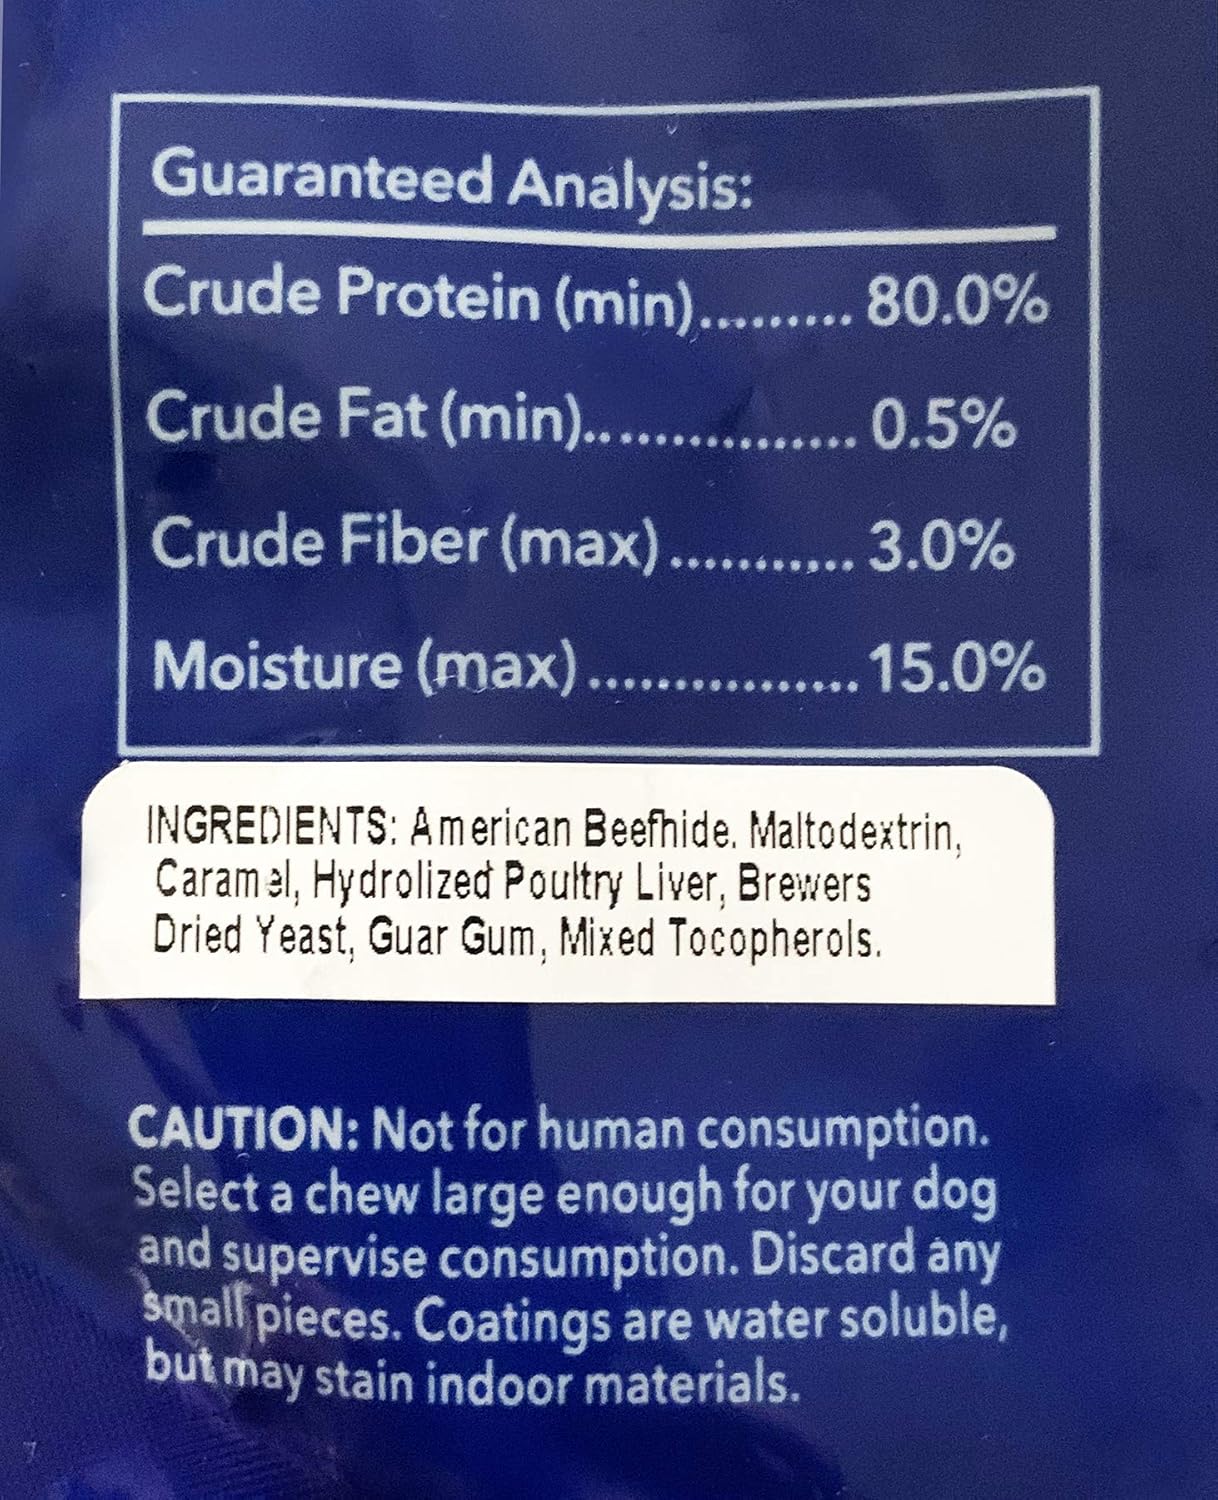 Guaranteed Analysis:
Crude Protein (min)......... 80.0%
Crude Fat (min).................. 0.5%
Crude Fiber (max)............ 3.0%
Moisture (max)................ 15.0%
INGREDIENTS: American Beefhide. Maltodextrin,
Caramel, Hydrolized Poultry Liver, Brewers
Dried Yeast, Guar Gum, Mixed Tocopherols.
CAUTION: Not for human consumption.
Select a chew large enough for your dog
and supervise consumption. Discard any
small pieces. Coatings are water soluble,
but may stain indoor materials.